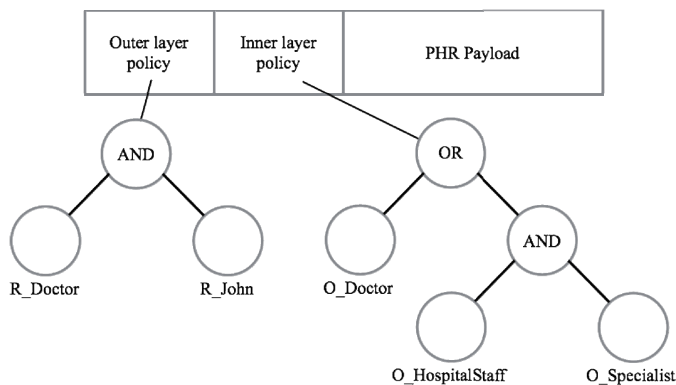 Outer layer
policy
Inner layer
policy
PHR Payload
AND
OR
R_Doctor
R_John
O_Doctor
AND
O_HospitalStaff
O_Specialist